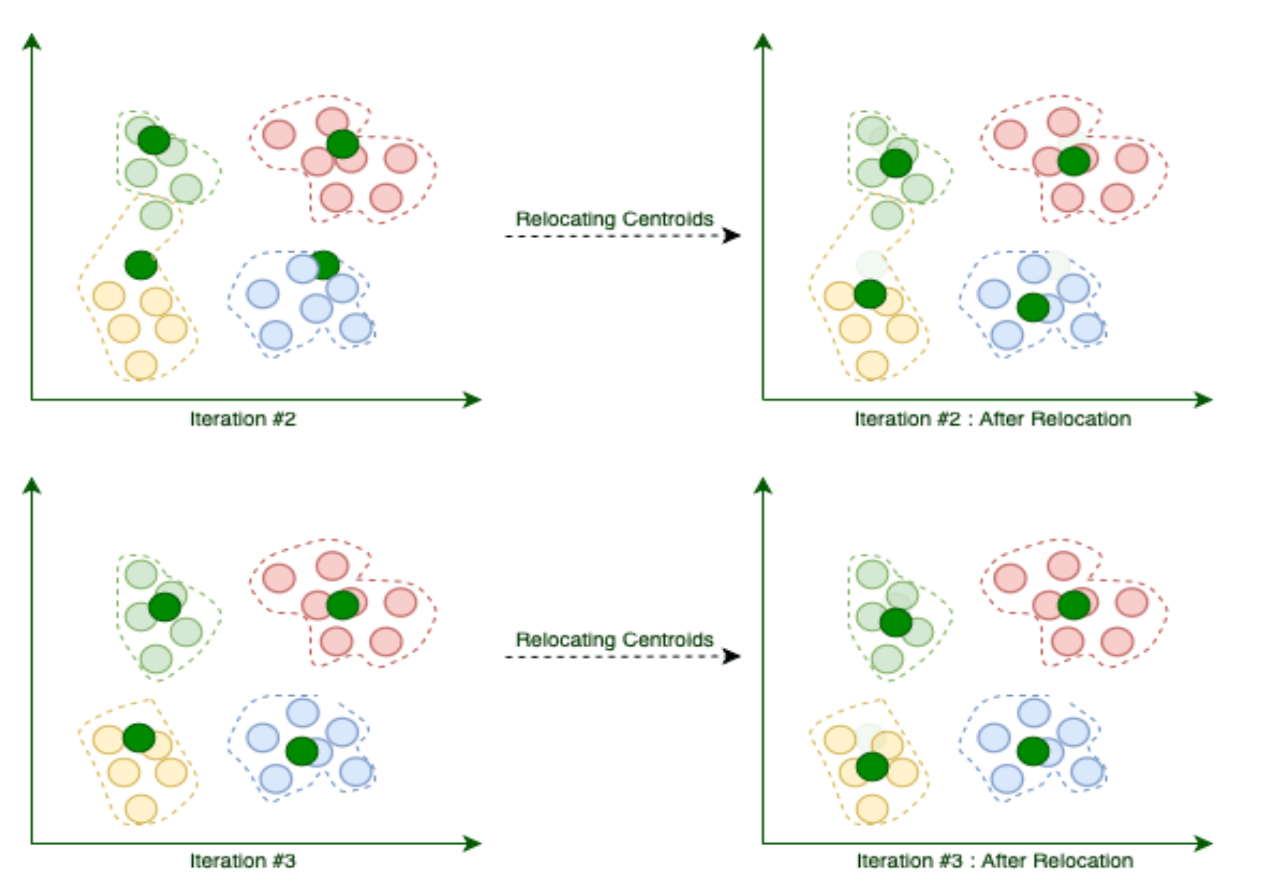 Relocating Centroids
Iteration #2
Iteration #2 : After Relocation
Relocating Centroids
Iteration #3
Iteration #3 : After Relocation